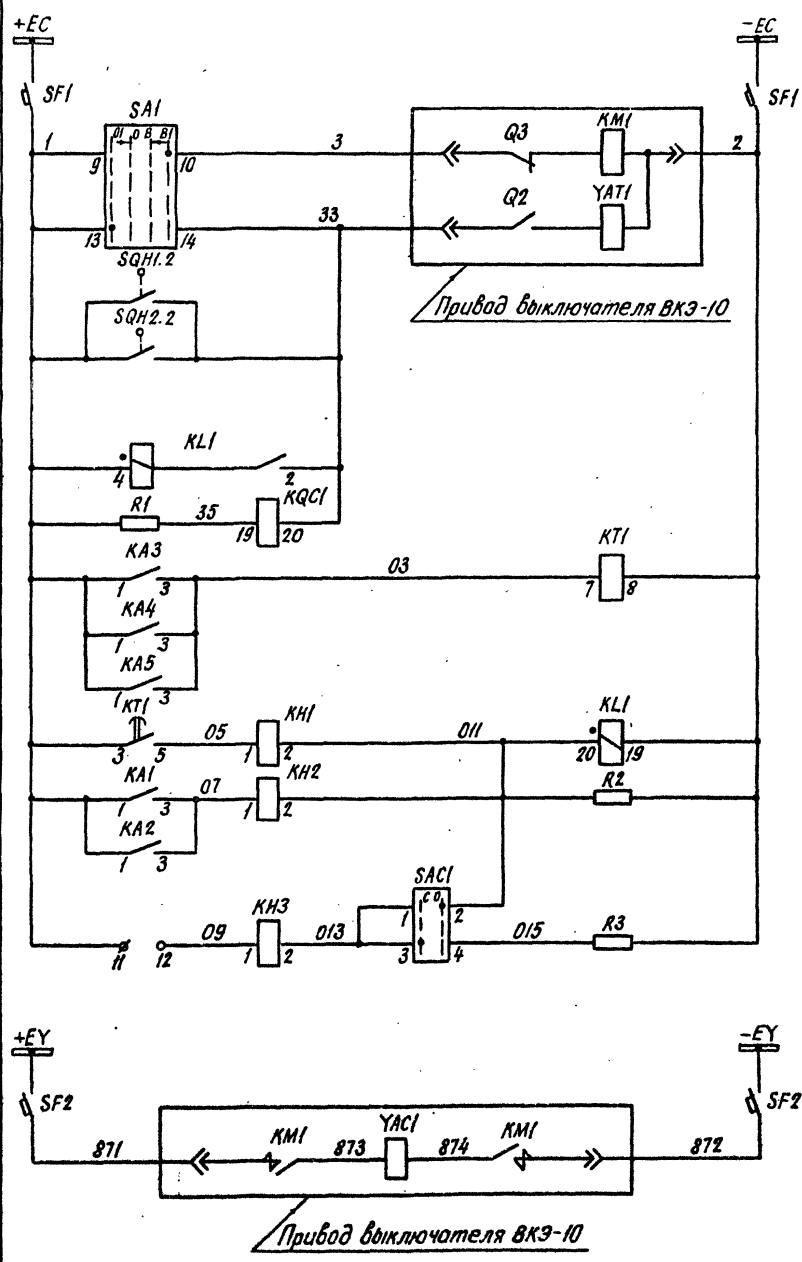 +EC -EC
SF1 SF1
SA1
O1 O B B1
1 9 10 3 Q3 KM1 2
13 14 33 Q2 YAT1
SQH1.2
Привод выключателя ВКЭ-10
SQH2.2
KL1
4 2
R1 35 KQC1
19 20
KA3 03 KT1
1 3 7 8
KA4
1 3
KA5
1 3
KT1 05 KH1 011 KL1
3 5 1 2 20 19
KA1 07 KH2 R2
1 3 1 2
KA2
1 3
SAC1
C O
1 2
KH3
11 12 09 1 2 013 3 4 015 R3
+EY -EY
SF2 SF2
871 KM1 873 YAC1 874 KM1 872
Привод выключателя ВКЭ-10